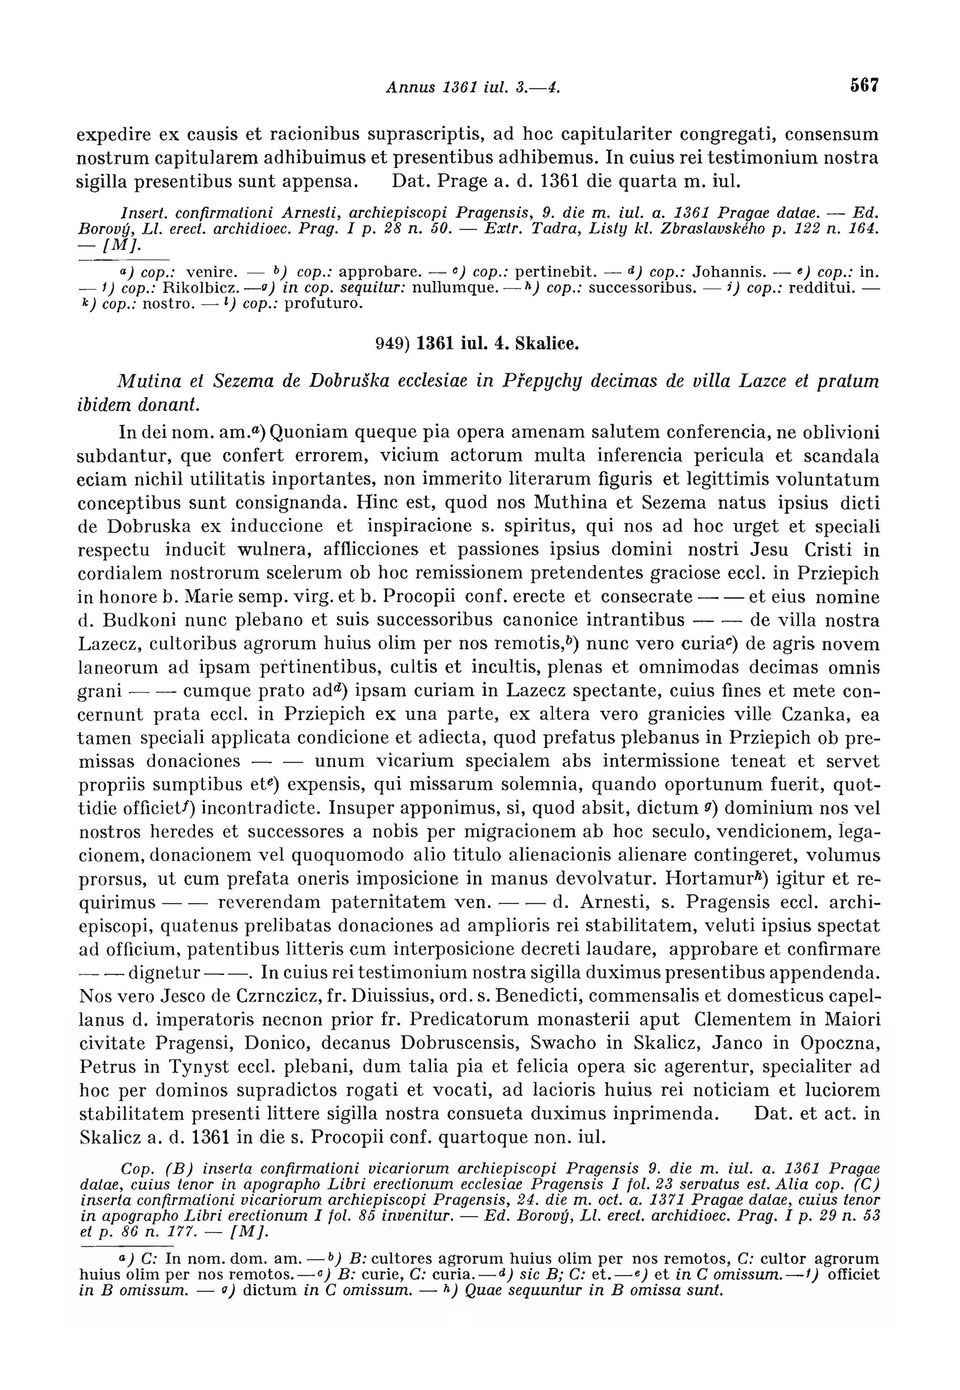 Annus 1361 iul. 3.—4. 567
expedire ex causis et racionibus suprascriptis, ad hoc capitulariter congregati, consensum
nostrum capitularem adhibuimus et presentibus adhibemus. In cuius rei testimonium nostra
sigilla presentibus sunt appensa. Dat. Prage a. d. 1361 die quarta m. iul.
Insert. confirmationi Arnesti, archiepiscopi Pragensis, 9. die m. iul. a. 1361 Pragae datae. — Ed.
Borový, Ll. erect. archidioec. Prag. I p. 28 n. 50. — Extr. Tadra, Listy kl. Zbraslavského p. 122 n. 164.
— [M].
a) cop.: venire. — b) cop.: approbare. — c) cop.: pertinebit. — d) cop.: Johannis. — e) cop.: in.
— f) cop.: Rikolbicz. — g) in cop. sequitur: nullumque. — h) cop.: successoribus. — i) cop.: redditui. —
k) cop.: nostro. — l) cop.: profuturo.
949) 1361 iul. 4. Skalice.
Mutina et Sezema de Dobruška ecclesiae in Přepychy decimas de villa Lazce et pratum
ibidem donant.
In dei nom. am.a) Quoniam queque pia opera amenam salutem conferencia, ne oblivioni
subdantur, que confert errorem, vicium actorum multa inferencia pericula et scandala
eciam nichil utilitatis inportantes, non immerito literarum figuris et legittimis voluntatum
conceptibus sunt consignanda. Hinc est, quod nos Muthina et Sezema natus ipsius dicti
de Dobruska ex induccione et inspiracione s. spiritus, qui nos ad hoc urget et speciali
respectu inducit wulnera, afflicciones et passiones ipsius domini nostri Jesu Cristi in
cordialem nostrorum scelerum ob hoc remissionem pretendentes graciose eccl. in Prziepich
in honore b. Marie semp. virg. et b. Procopii conf. erecte et consecrate — — et eius nomine
d. Budkoni nunc plebano et suis successoribus canonice intrantibus — — de villa nostra
Lazecz, cultoribus agrorum huius olim per nos remotis,b) nunc vero curiac) de agris novem
laneorum ad ipsam pertinentibus, cultis et incultis, plenas et omnimodas decimas omnis
grani — — cumque prato add) ipsam curiam in Lazecz spectante, cuius fines et mete con-
cernunt prata eccl. in Prziepich ex una parte, ex altera vero granicies ville Czanka, ea
tamen speciali applicata condicione et adiecta, quod prefatus plebanus in Prziepich ob pre-
missas donaciones — — unum vicarium specialem abs intermissione teneat et servet
propriis sumptibus ete) expensis, qui missarum solemnia, quando oportunum fuerit, quot-
tidie officietf) incontradicte. Insuper apponimus, si, quod absit, dictum g) dominium nos vel
nostros heredes et successores a nobis per migracionem ab hoc seculo, vendicionem, lega-
cionem, donacionem vel quoquomodo alio titulo alienacionis alienare contingeret, volumus
prorsus, ut cum prefata oneris imposicione in manus devolvatur. Hortamurh) igitur et re-
quirimus — — reverendam paternitatem ven. — — d. Arnesti, s. Pragensis eccl. archi-
episcopi, quatenus prelibatas donaciones ad amplioris rei stabilitatem, veluti ipsius spectat
ad officium, patentibus litteris cum interposicione decreti laudare, approbare et confirmare
— — dignetur — —. In cuius rei testimonium nostra sigilla duximus presentibus appendenda.
Nos vero Jesco de Czrnczicz, fr. Diuissius, ord. s. Benedicti, commensalis et domesticus capel-
lanus d. imperatoris necnon prior fr. Predicatorum monasterii aput Clementem in Maiori
civitate Pragensi, Donico, decanus Dobruscensis, Swacho in Skalicz, Janco in Opoczna,
Petrus in Tynyst eccl. plebani, dum talia pia et felicia opera sic agerentur, specialiter ad
hoc per dominos supradictos rogati et vocati, ad lacioris huius rei noticiam et luciorem
stabilitatem presenti littere sigilla nostra consueta duximus inprimenda. Dat. et act. in
Skalicz a. d. 1361 in die s. Procopii conf. quartoque non. iul.
Cop. (B) inserta confirmationi vicariorum archiepiscopi Pragensis 9. die m. iul. a. 1361 Pragae
datae, cuius tenor in apographo Libri erectionum ecclesiae Pragensis I fol. 23 servatus est. Alia cop. (C)
inserta confirmationi vicariorum archiepiscopi Pragensis, 24. die m. oct. a. 1371 Pragae datae, cuius tenor
in apographo Libri erectionum I fol. 85 invenitur. — Ed. Borový, Ll. erect. archidioec. Prag. I p. 29 n. 53
et p. 86 n. 177. — [M].
a) C: In nom. dom. am. — b) B: cultores agrorum huius olim per nos remotos, C: cultor agrorum
huius olim per nos remotos. — c) B: curie, C: curia. — d) sic B; C: et. — e) et in C omissum. — f) officiet
in B omissum. — g) dictum in C omissum. — h) Quae sequuntur in B omissa sunt.